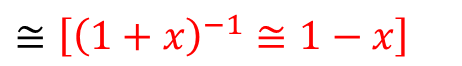 ≊ [(1 + x)⁻¹ ≊ 1 − x]